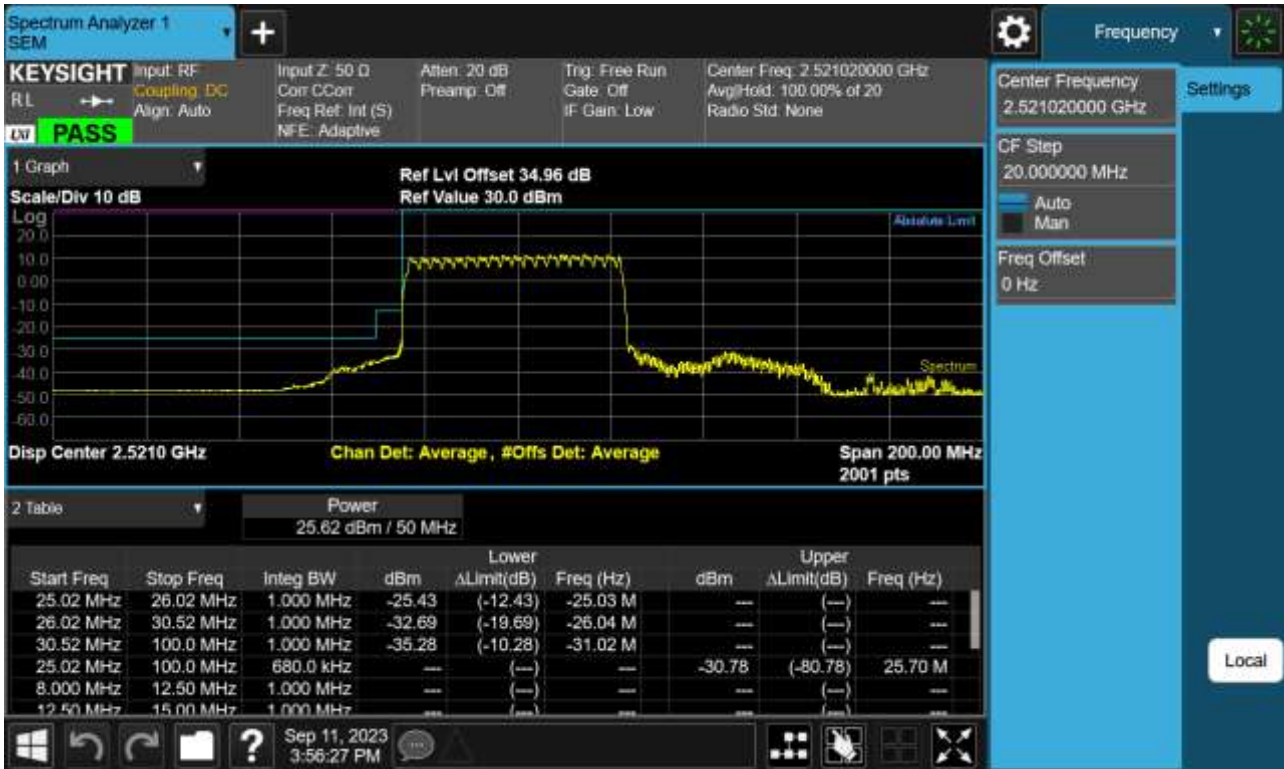 Spectrum Analyzer 1
SEM
+
Frequency
KEYSIGHT
RL
LXI
PASS
Input: RF
Coupling: DC
Align: Auto
Input Z: 50 Ω
Corr CCorr
Freq Ref: Int (S)
NFE: Adaptive
Atten: 20 dB
Preamp: Off
Trig: Free Run
Gate: Off
IF Gain: Low
Center Freq: 2.521020000 GHz
Avg|Hold: 100.00% of 20
Radio Std: None
Center Frequency
2.521020000 GHz
Settings
CF Step
20.000000 MHz
Auto
Man
Freq Offset
0 Hz
Local
1 Graph
Ref Lvl Offset 34.96 dB
Scale/Div 10 dB
Ref Value 30.0 dBm
Log
Absolute Limit
20.0
10.0
0.00
-10.0
-20.0
-30.0
-40.0
-50.0
-60.0
Spectrum
Disp Center 2.5210 GHz
Chan Det: Average, #Offs Det: Average
Span 200.00 MHz
2001 pts
2 Table
Power
25.62 dBm / 50 MHz
Lower Upper
Start Freq Stop Freq Integ BW dBm ΔLimit(dB) Freq (Hz) dBm ΔLimit(dB) Freq (Hz)
25.02 MHz 26.02 MHz 1.000 MHz -25.43 (-12.43) -25.03 M --- (---) ---
26.02 MHz 30.52 MHz 1.000 MHz -32.69 (-19.69) -26.04 M --- (---) ---
30.52 MHz 100.0 MHz 1.000 MHz -35.28 (-10.28) -31.02 M --- (---) ---
25.02 MHz 100.0 MHz 680.0 kHz --- (---) --- -30.78 (-80.78) 25.70 M
8.000 MHz 12.50 MHz 1.000 MHz --- (---) --- --- (---) ---
12.50 MHz 15.00 MHz 1.000 MHz --- (---) --- --- (---) ---
?
Sep 11, 2023
3:56:27 PM